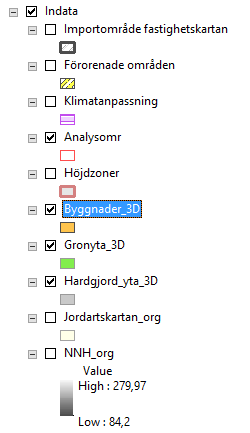 Indata
Importområde fastighetskartan
Förorenade områden
Klimatanpassning
Analysomr
Höjdzoner
Byggnader_3D
Gronyta_3D
Hardgjord_yta_3D
Jordartskartan_org
NNH_org
Value
High : 279,97
Low : 84,2